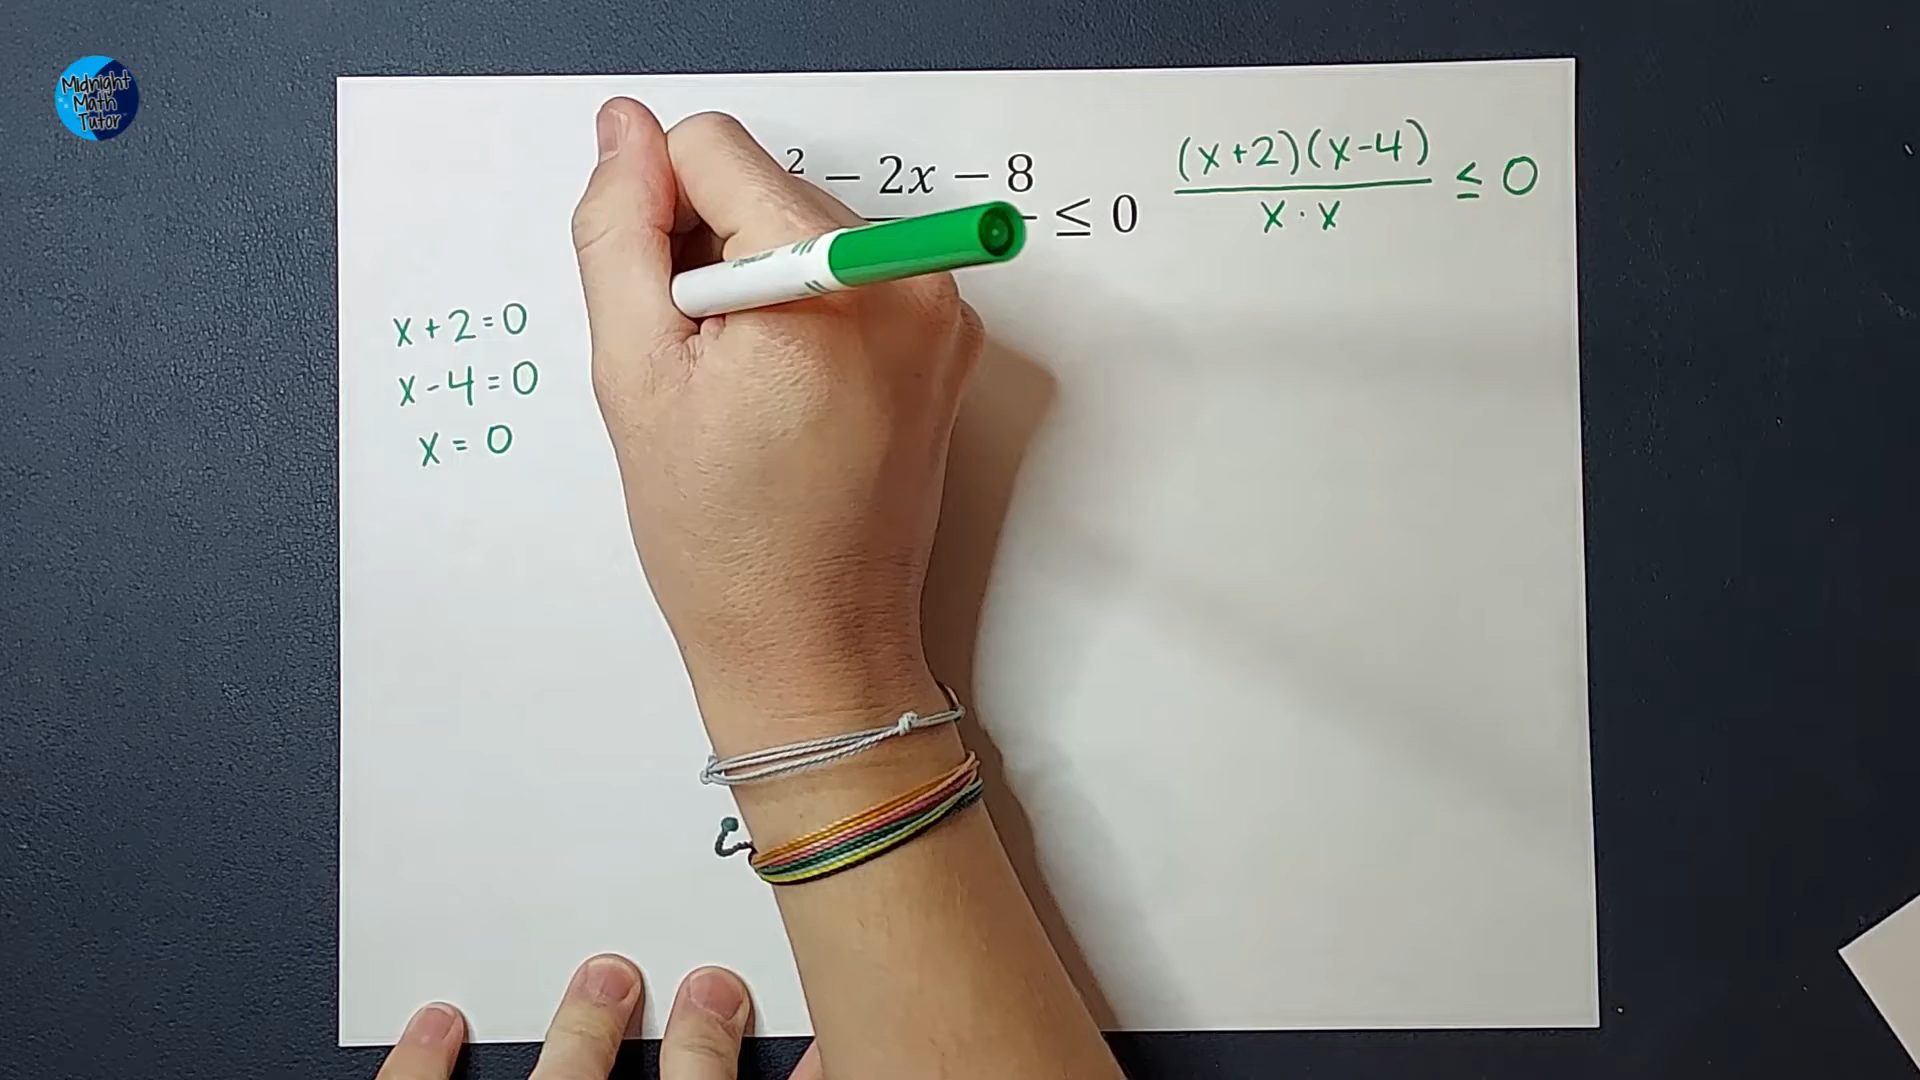 Midnight
Math
Tutor
² − 2x − 8
≤ 0
(x+2)(x-4)
x · x
≤ 0
x+2=0
x-4=0
x = 0